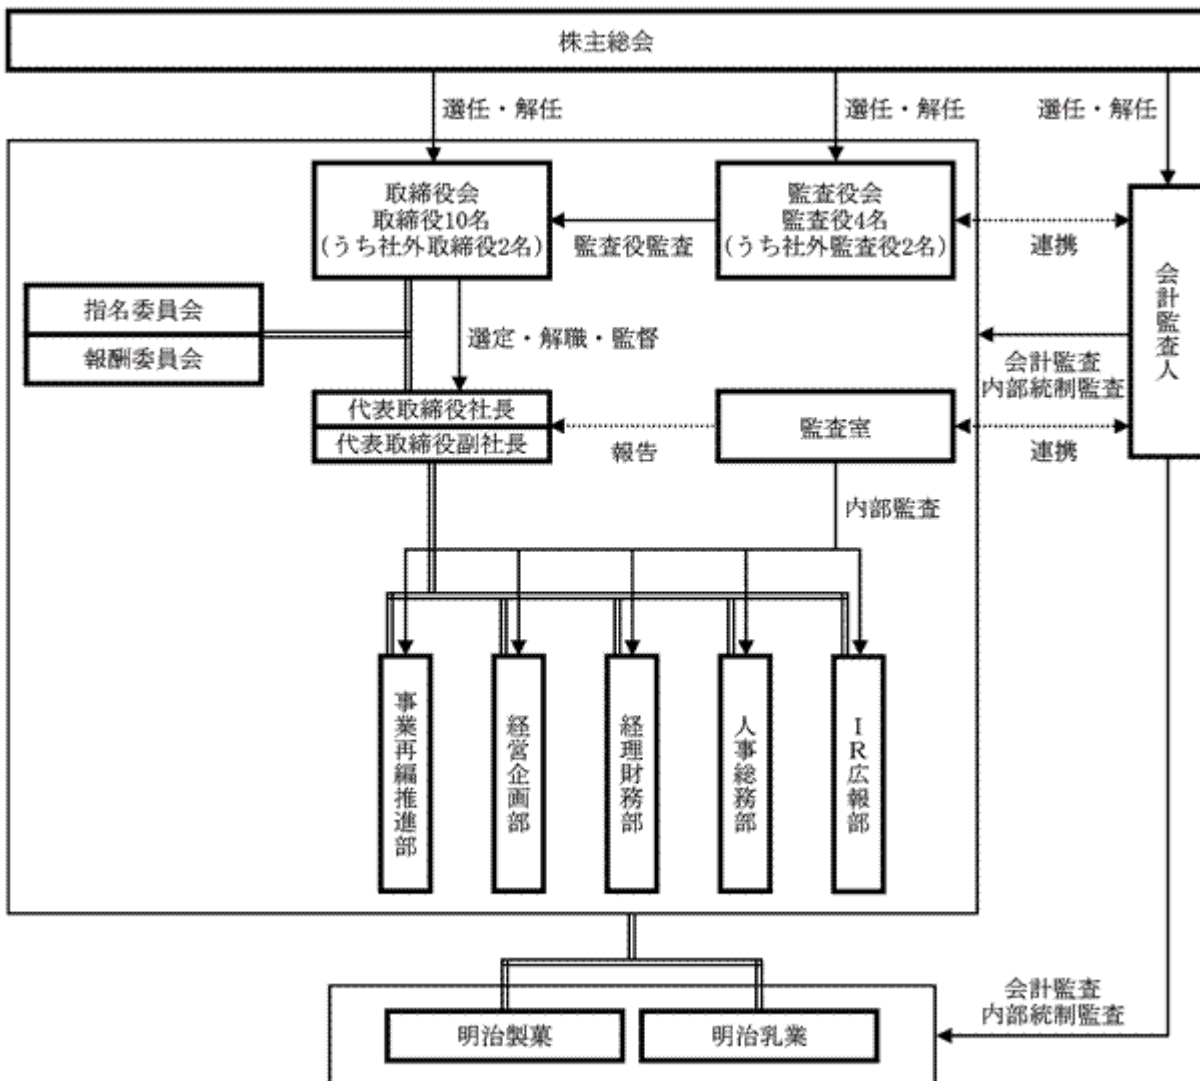 株主総会
選任・解任
選任・解任
選任・解任
取締役会
取締役10名
(うち社外取締役2名)
監査役会
監査役4名
(うち社外監査役2名)
監査役監査
連携
会計監査人
指名委員会
報酬委員会
選定・解職・監督
会計監査
内部統制監査
代表取締役社長
代表取締役副社長
報告
監査室
連携
内部監査
事業再編推進部
経営企画部
経理財務部
人事総務部
IR広報部
会計監査
内部統制監査
明治製菓
明治乳業